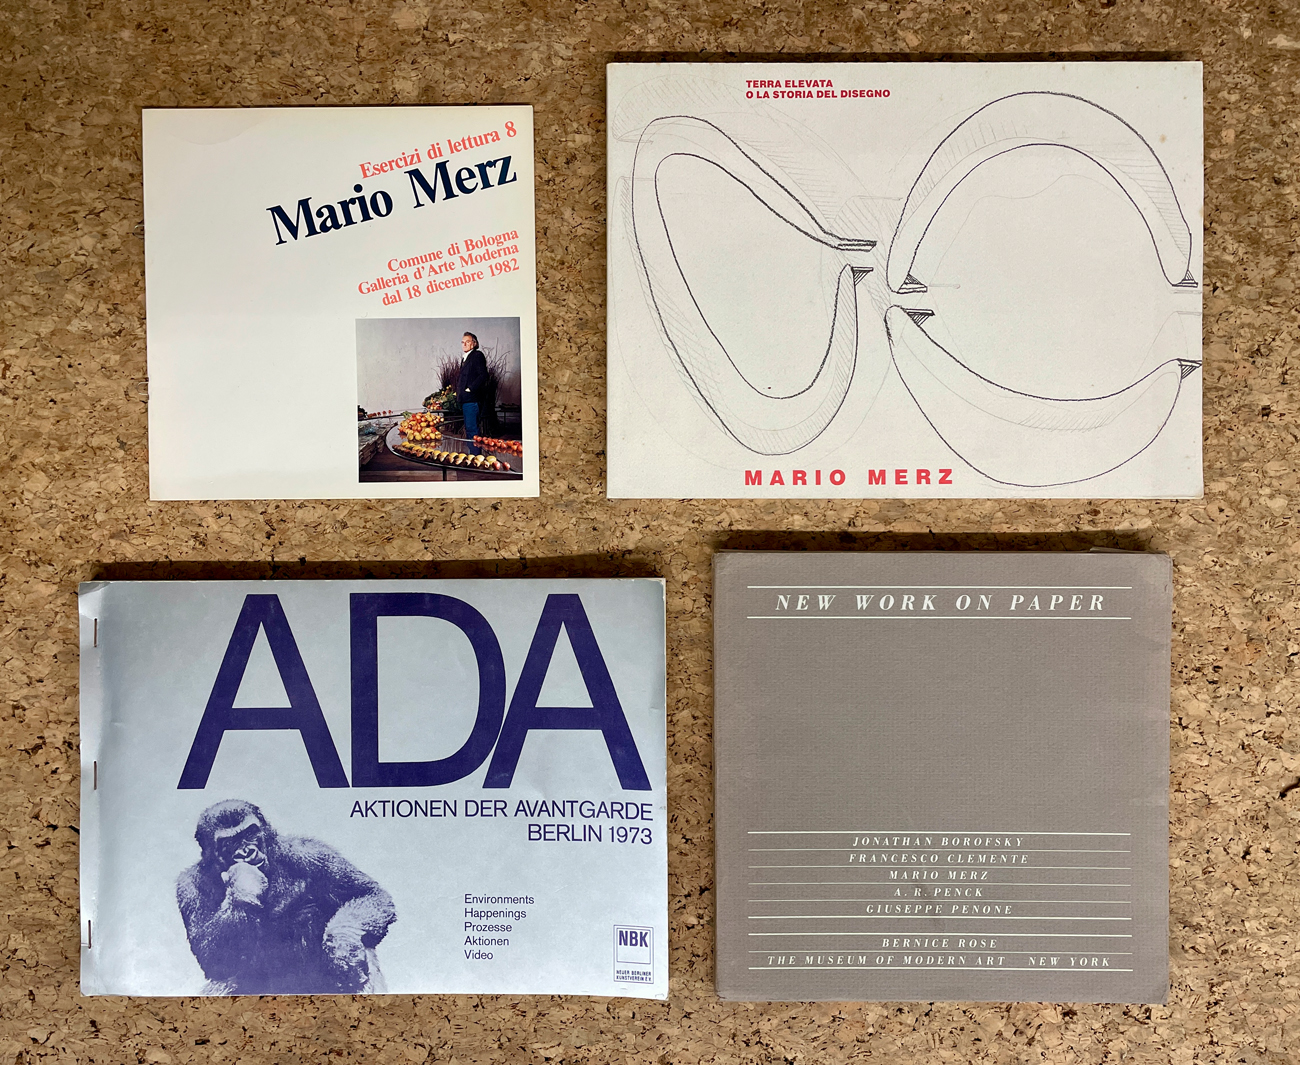 Esercizi di lettura 8
Mario Merz
Comune di Bologna
Galleria d'Arte Moderna
dal 18 dicembre 1982
TERRA ELEVATA
O LA STORIA DEL DISEGNO
MARIO MERZ
ADA
AKTIONEN DER AVANTGARDE
BERLIN 1973
Environments
Happenings
Prozesse
Aktionen
Video
NBK
NEUER BERLINER
KUNSTVEREIN E.V.
NEW WORK ON PAPER
JONATHAN BOROFSKY
FRANCESCO CLEMENTE
MARIO MERZ
A. R. PENCK
GIUSEPPE PENONE
BERNICE ROSE
THE MUSEUM OF MODERN ART NEW YORK